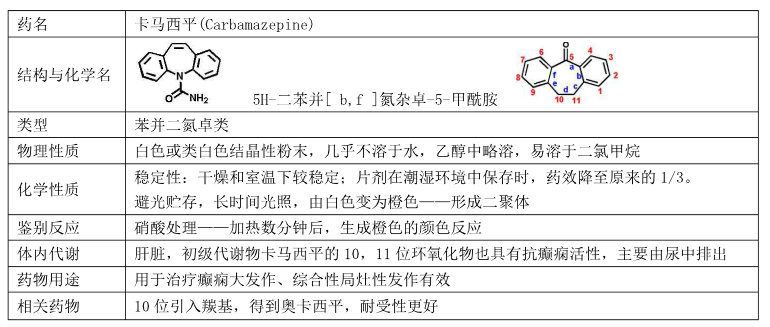 药名 卡马西平(Carbamazepine)
结构与化学名 5H-二苯并[ b,f ]氮杂卓-5-甲酰胺
N
O NH₂
O
7 6 5 4 3
8 f a b 2
9 e d c 1
10 11
类型 苯并二氮卓类
物理性质 白色或类白色结晶性粉末，几乎不溶于水，乙醇中略溶，易溶于二氯甲烷
化学性质 稳定性：干燥和室温下较稳定；片剂在潮湿环境中保存时，药效降至原来的 1/3。
避光贮存，长时间光照，由白色变为橙色——形成二聚体
鉴别反应 硝酸处理——加热数分钟后，生成橙色的颜色反应
体内代谢 肝脏，初级代谢物卡马西平的 10，11 位环氧化物也具有抗癫痫活性，主要由尿中排出
药物用途 用于治疗癫痫大发作、综合性局灶性发作有效
相关药物 10 位引入羰基，得到奥卡西平，耐受性更好